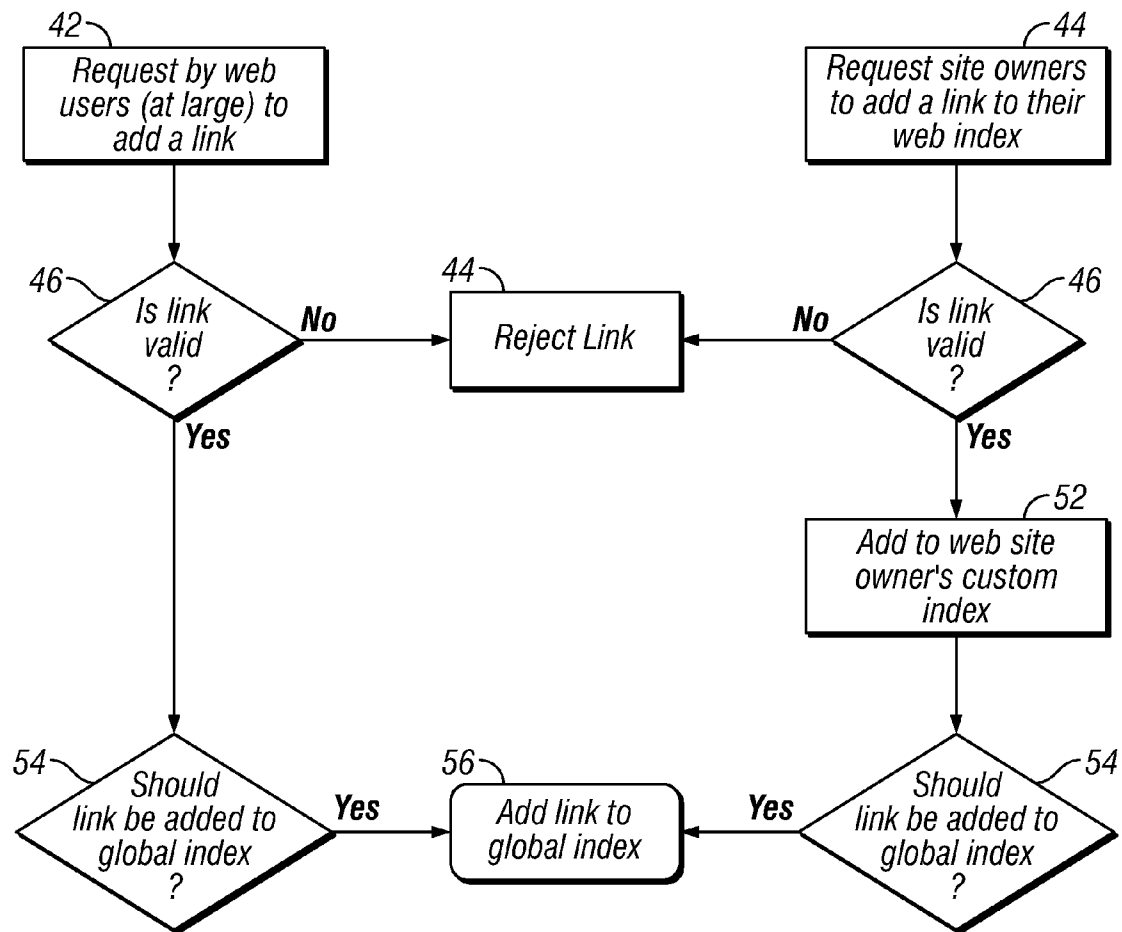 42
Request by web
users (at large) to
add a link
44
Request site owners
to add a link to their
web index
46
Is link
valid
?
No
Yes
44
Reject Link
46
Is link
valid
?
No
Yes
52
Add to web site
owner's custom
index
54
Should
link be added to
global index
?
Yes
56
Add link to
global index
54
Should
link be added to
global index
?
Yes